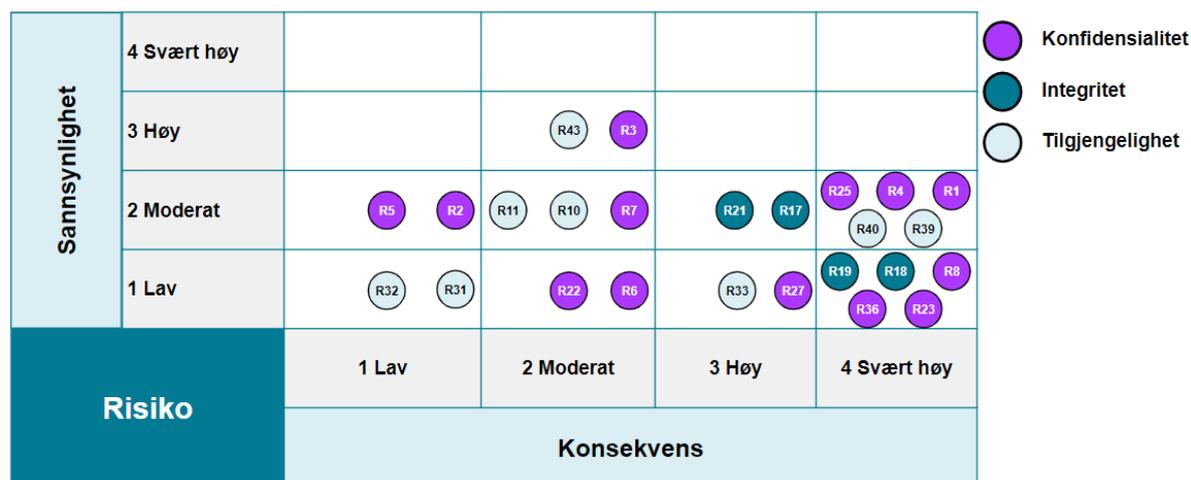 Sannsynlighet
4 Svært høy
3 Høy
R43 R3
2 Moderat
R5 R2 R11 R10 R7 R21 R17 R25 R4 R1
R40 R39
1 Lav
R32 R31 R22 R6 R33 R27 R19 R18 R8
R36 R23
Risiko
1 Lav 2 Moderat 3 Høy 4 Svært høy
Konsekvens
Konfidensialitet
Integritet
Tilgjengelighet